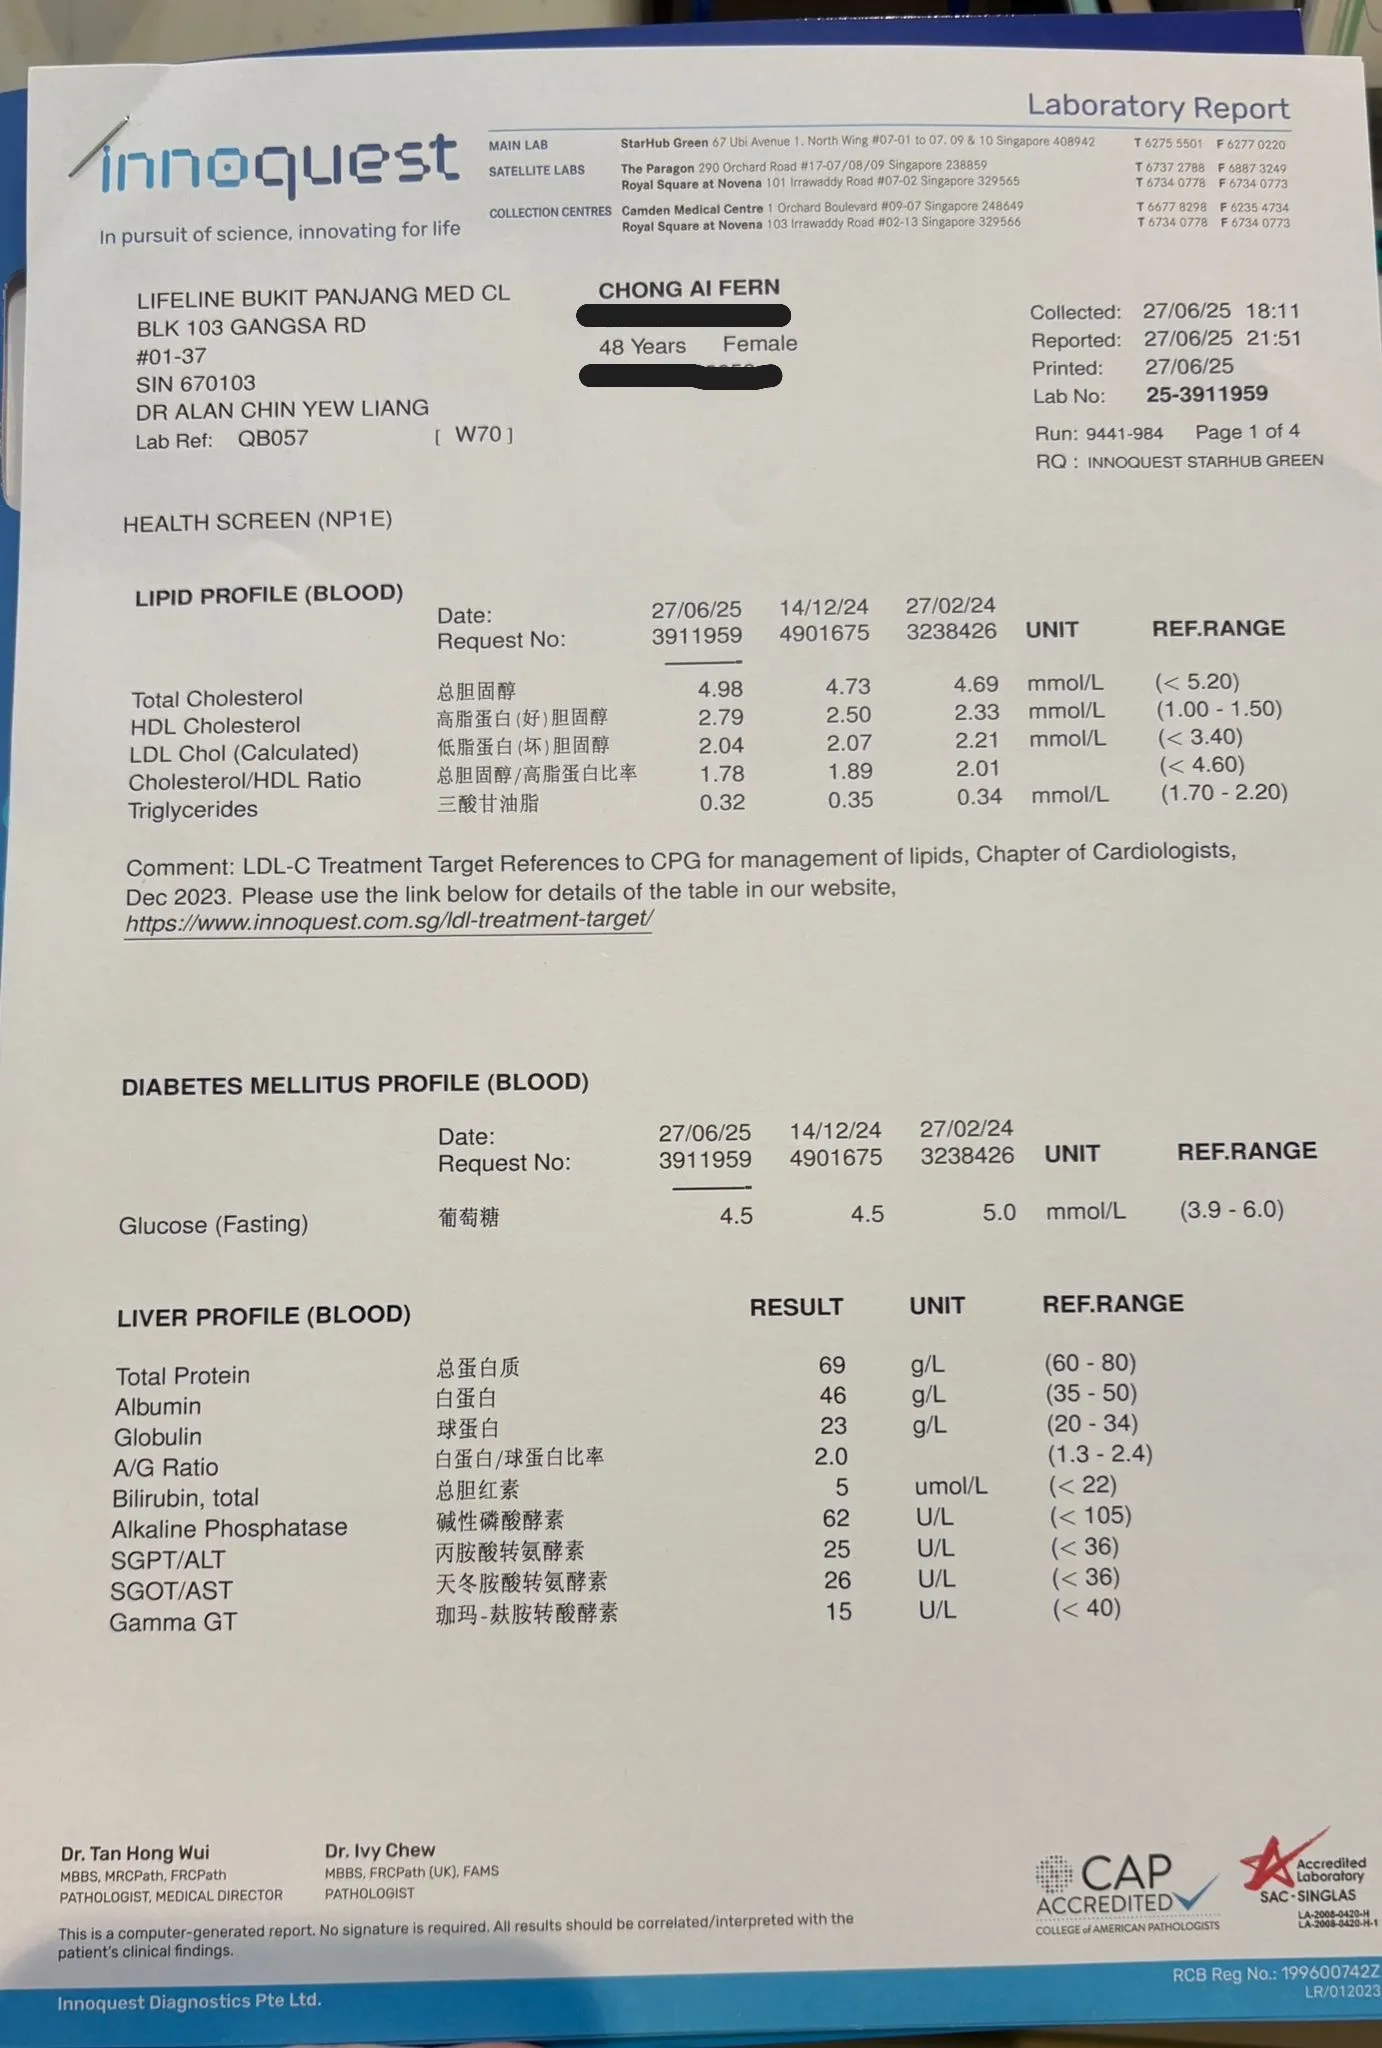 Laboratory Report
innoquest
In pursuit of science, innovating for life
MAIN LAB StarHub Green 67 Ubi Avenue 1. North Wing #07-01 to 07. 09 & 10 Singapore 408942 T 6275 5501 F 6277 0220
SATELLITE LABS The Paragon 290 Orchard Road #17-07/08/09 Singapore 238859 T 6737 2788 F 6887 3249
Royal Square at Novena 101 Irrawaddy Road #07-02 Singapore 329565 T 6734 0778 F 6734 0773
COLLECTION CENTRES Camden Medical Centre 1 Orchard Boulevard #09-07 Singapore 248649 T 6677 8298 F 6235 4734
Royal Square at Novena 103 Irrawaddy Road #02-13 Singapore 329566 T 6734 0778 F 6734 0773
LIFELINE BUKIT PANJANG MED CL
BLK 103 GANGSA RD
#01-37
SIN 670103
DR ALAN CHIN YEW LIANG
Lab Ref: QB057 [ W70 ]
CHONG AI FERN
48 Years Female
Collected: 27/06/25 18:11
Reported: 27/06/25 21:51
Printed: 27/06/25
Lab No: 25-3911959
Run: 9441-984 Page 1 of 4
RQ : INNOQUEST STARHUB GREEN
HEALTH SCREEN (NP1E)
LIPID PROFILE (BLOOD)
Date: 27/06/25 14/12/24 27/02/24
Request No: 3911959 4901675 3238426 UNIT REF.RANGE
Total Cholesterol 总胆固醇 4.98 4.73 4.69 mmol/L (< 5.20)
HDL Cholesterol 高脂蛋白(好)胆固醇 2.79 2.50 2.33 mmol/L (1.00 - 1.50)
LDL Chol (Calculated) 低脂蛋白(坏)胆固醇 2.04 2.07 2.21 mmol/L (< 3.40)
Cholesterol/HDL Ratio 总胆固醇/高脂蛋白比率 1.78 1.89 2.01 (< 4.60)
Triglycerides 三酸甘油脂 0.32 0.35 0.34 mmol/L (1.70 - 2.20)
Comment: LDL-C Treatment Target References to CPG for management of lipids, Chapter of Cardiologists,
Dec 2023. Please use the link below for details of the table in our website,
https://www.innoquest.com.sg/ldl-treatment-target/
DIABETES MELLITUS PROFILE (BLOOD)
Date: 27/06/25 14/12/24 27/02/24
Request No: 3911959 4901675 3238426 UNIT REF.RANGE
Glucose (Fasting) 葡萄糖 4.5 4.5 5.0 mmol/L (3.9 - 6.0)
LIVER PROFILE (BLOOD) RESULT UNIT REF.RANGE
Total Protein 总蛋白质 69 g/L (60 - 80)
Albumin 白蛋白 46 g/L (35 - 50)
Globulin 球蛋白 23 g/L (20 - 34)
A/G Ratio 白蛋白/球蛋白比率 2.0 (1.3 - 2.4)
Bilirubin, total 总胆红素 5 umol/L (< 22)
Alkaline Phosphatase 碱性磷酸酵素 62 U/L (< 105)
SGPT/ALT 丙胺酸转氨酵素 25 U/L (< 36)
SGOT/AST 天冬胺酸转氨酵素 26 U/L (< 36)
Gamma GT 珈玛-麸胺转酸酵素 15 U/L (< 40)
Dr. Tan Hong Wui
MBBS, MRCPath, FRCPath
PATHOLOGIST, MEDICAL DIRECTOR
Dr. Ivy Chew
MBBS, FRCPath (UK), FAMS
PATHOLOGIST
This is a computer-generated report. No signature is required. All results should be correlated/interpreted with the
patient's clinical findings.
CAP
ACCREDITED
COLLEGE of AMERICAN PATHOLOGISTS
Accredited
Laboratory
SAC-SINGLAS
LA-2008-0420-H
LA-2008-0420-H-1
Innoquest Diagnostics Pte Ltd.
RCB Reg No.: 199600742Z
LR/012023